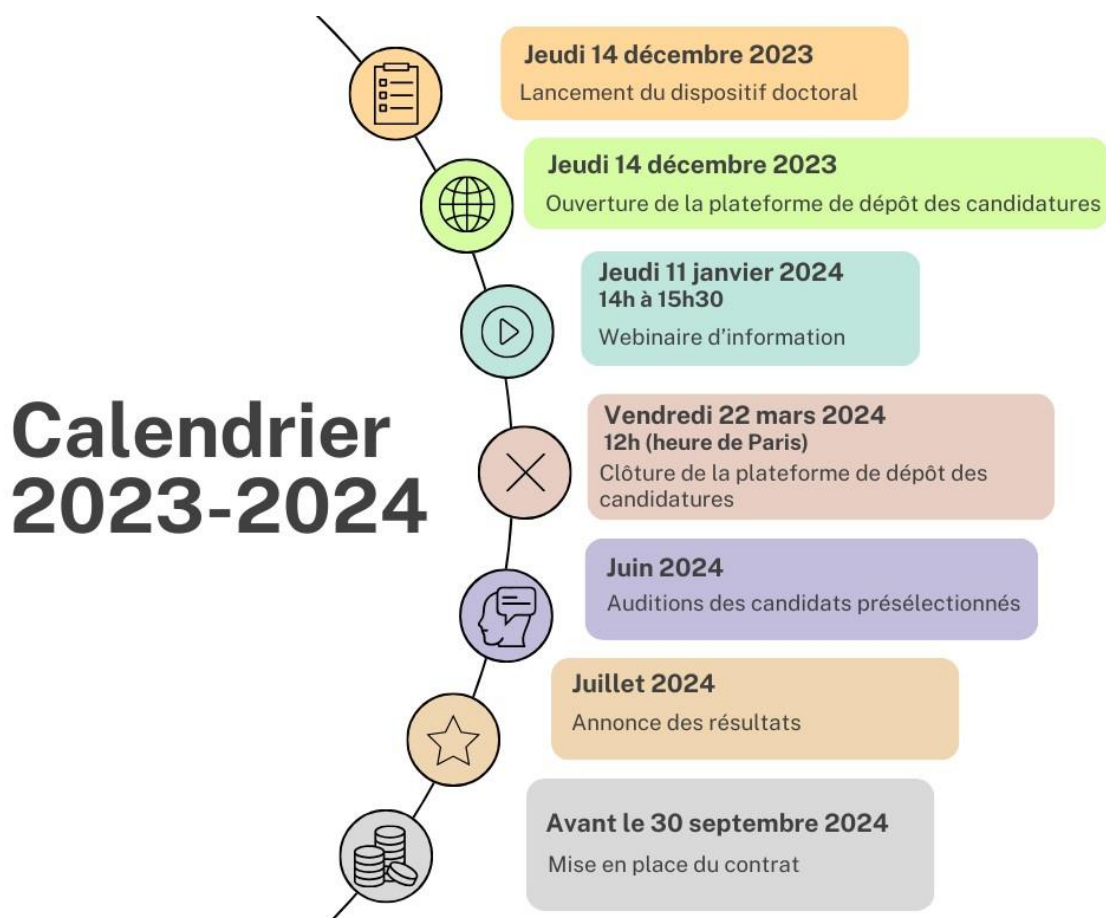 Calendrier
2023-2024
Jeudi 14 décembre 2023
Lancement du dispositif doctoral
Jeudi 14 décembre 2023
Ouverture de la plateforme de dépôt des candidatures
Jeudi 11 janvier 2024
14h à 15h30
Webinaire d'information
Vendredi 22 mars 2024
12h (heure de Paris)
Clôture de la plateforme de dépôt des
candidatures
Juin 2024
Auditions des candidats présélectionnés
Juillet 2024
Annonce des résultats
Avant le 30 septembre 2024
Mise en place du contrat